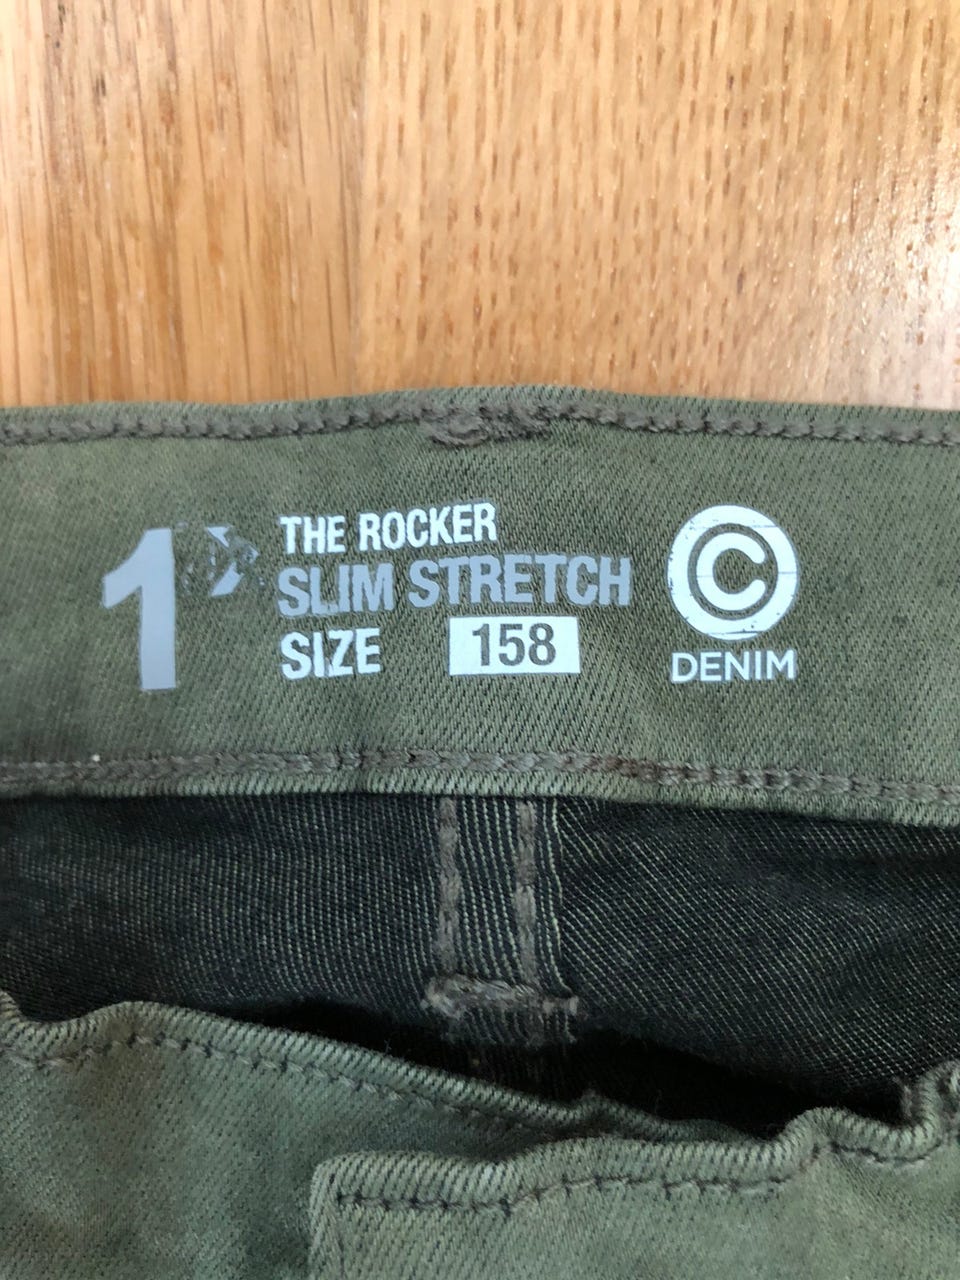 1
THE ROCKER
SLIM STRETCH
SIZE 158
C
DENIM